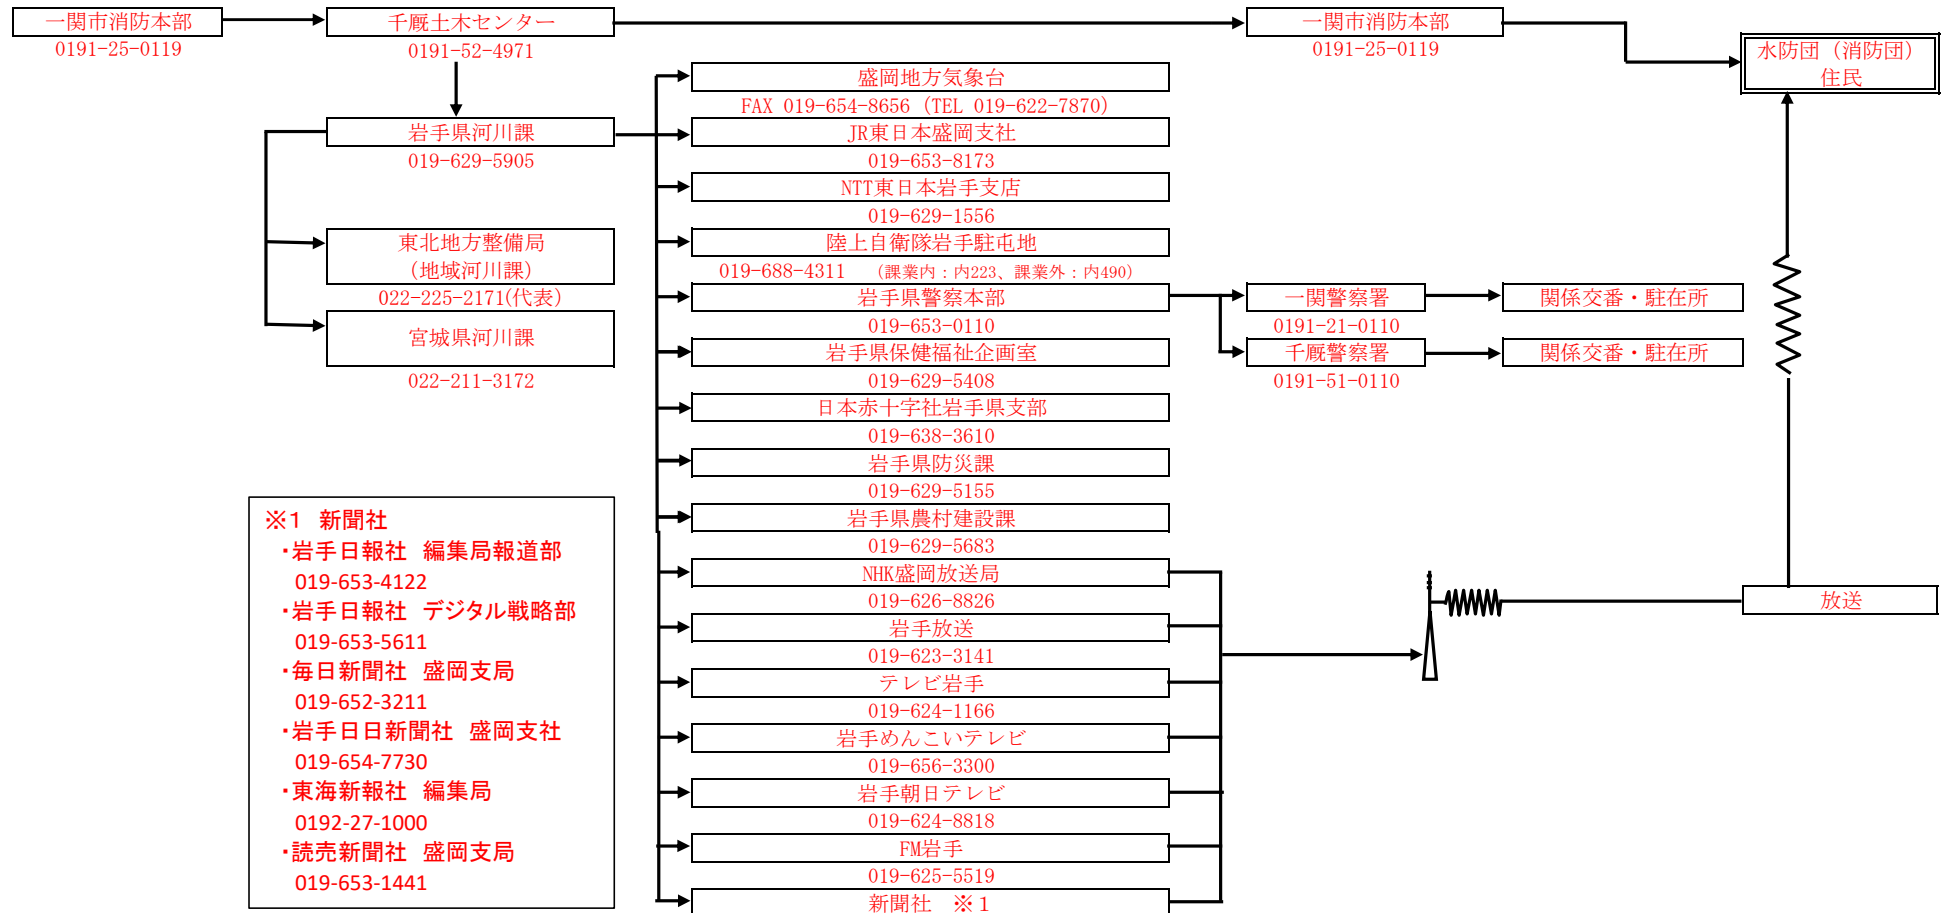 一関市消防本部
0191-25-0119
千厩土木センター
0191-52-4971
一関市消防本部
0191-25-0119
水防団（消防団）
住民
岩手県河川課
019-629-5905
東北地方整備局
（地域河川課）
022-225-2171(代表)
宮城県河川課
022-211-3172
盛岡地方気象台
FAX 019-654-8656 (TEL 019-622-7870)
JR東日本盛岡支社
019-653-8173
NTT東日本岩手支店
019-629-1556
陸上自衛隊岩手駐屯地
019-688-4311 （課業内：内223、課業外：内490）
岩手県警察本部
019-653-0110
岩手県保健福祉企画室
019-629-5408
日本赤十字社岩手県支部
019-638-3610
岩手県防災課
019-629-5155
岩手県農村建設課
019-629-5683
NHK盛岡放送局
019-626-8826
岩手放送
019-623-3141
テレビ岩手
019-624-1166
岩手めんこいテレビ
019-656-3300
岩手朝日テレビ
019-624-8818
FM岩手
019-625-5519
新聞社 ※１
一関警察署
0191-21-0110
関係交番・駐在所
千厩警察署
0191-51-0110
関係交番・駐在所
放送
※1 新聞社
・岩手日報社 編集局報道部
019-653-4122
・岩手日報社 デジタル戦略部
019-653-5611
・毎日新聞社 盛岡支局
019-652-3211
・岩手日日新聞社 盛岡支社
019-654-7730
・東海新報社 編集局
0192-27-1000
・読売新聞社 盛岡支局
019-653-1441